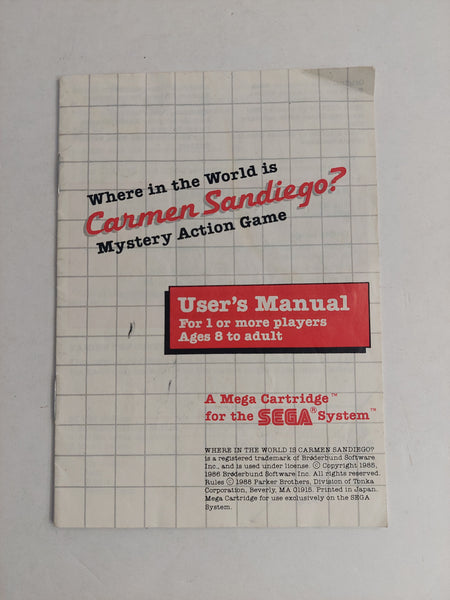 Where in the World is
Carmen Sandiego?
Mystery Action Game
User's Manual
For 1 or more players
Ages 8 to adult
A Mega Cartridge™
for the SEGA® System™
WHERE IN THE WORLD IS CARMEN SANDIEGO?
is a registered trademark of Brøderbund Software
Inc., and is used under license. © Copyright 1985,
1986 Brøderbund Software Inc. All rights reserved.
Rules © 1988 Parker Brothers, Division of Tonka
Corporation, Beverly, MA 01915. Printed in Japan.
Mega Cartridge for use exclusively on the SEGA
System.